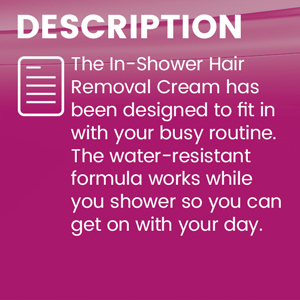 DESCRIPTION
The In-Shower Hair
Removal Cream has
been designed to fit in
with your busy routine.
The water-resistant
formula works while
you shower so you can
get on with your day.